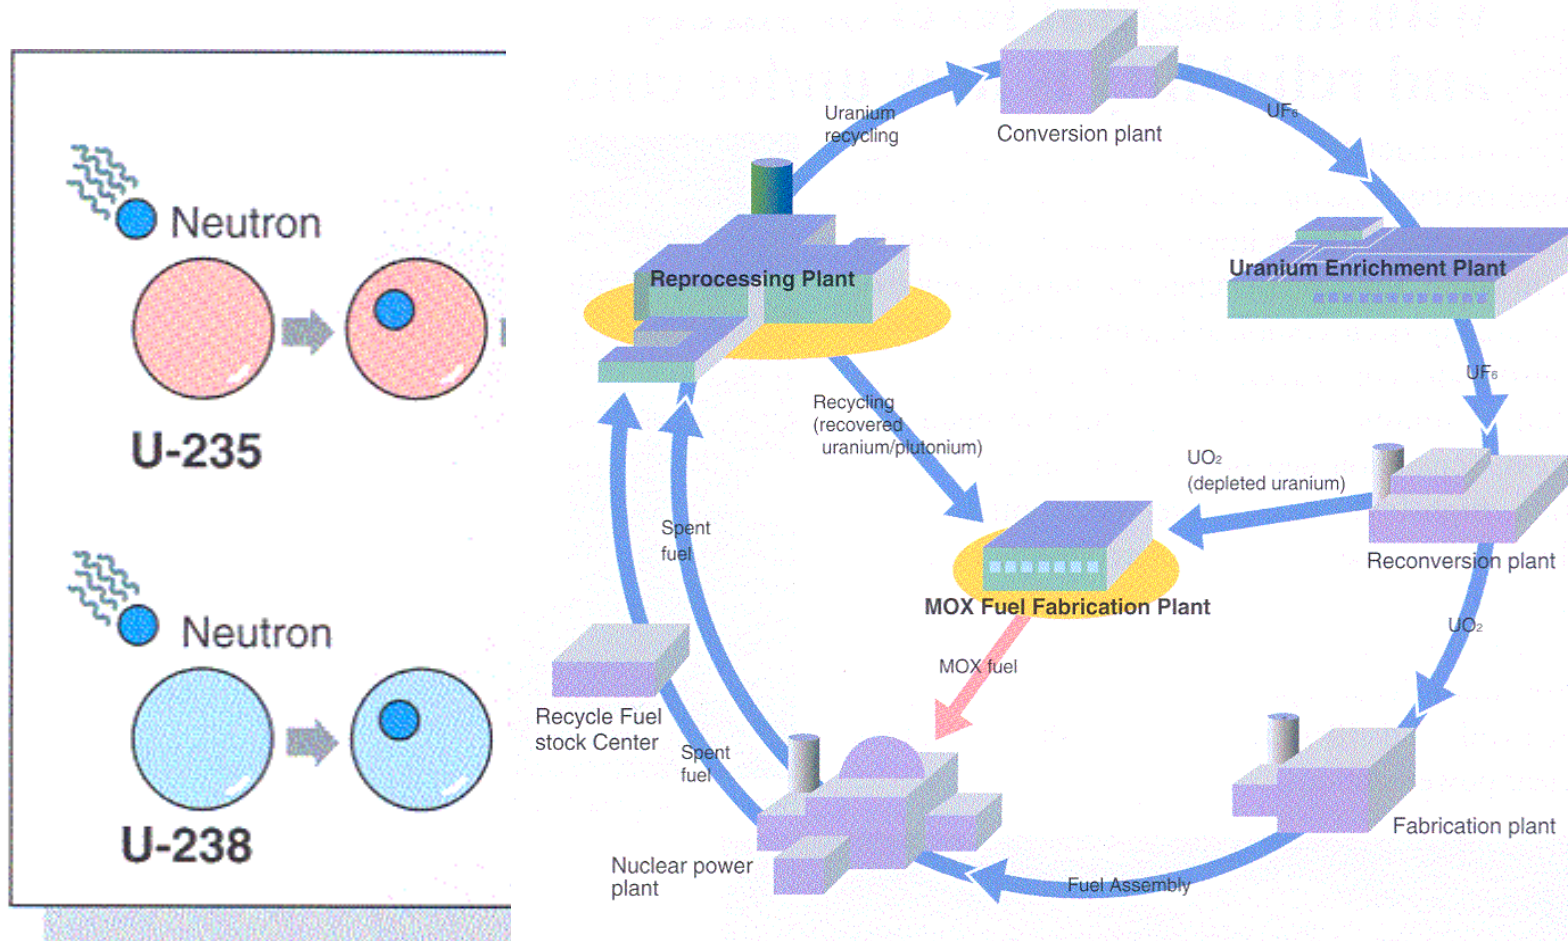 Neutron
U-235
Neutron
U-238
Conversion plant
Uranium
recycling
UF₆
Reprocessing Plant
Uranium Enrichment Plant
UF₆
Recycling
(recovered
uranium/plutonium)
UO₂
(depleted uranium)
Reconversion plant
Spent
fuel
MOX Fuel Fabrication Plant
UO₂
MOX fuel
Recycle Fuel
stock Center
Spent
fuel
Fabrication plant
Nuclear power
plant
Fuel Assembly